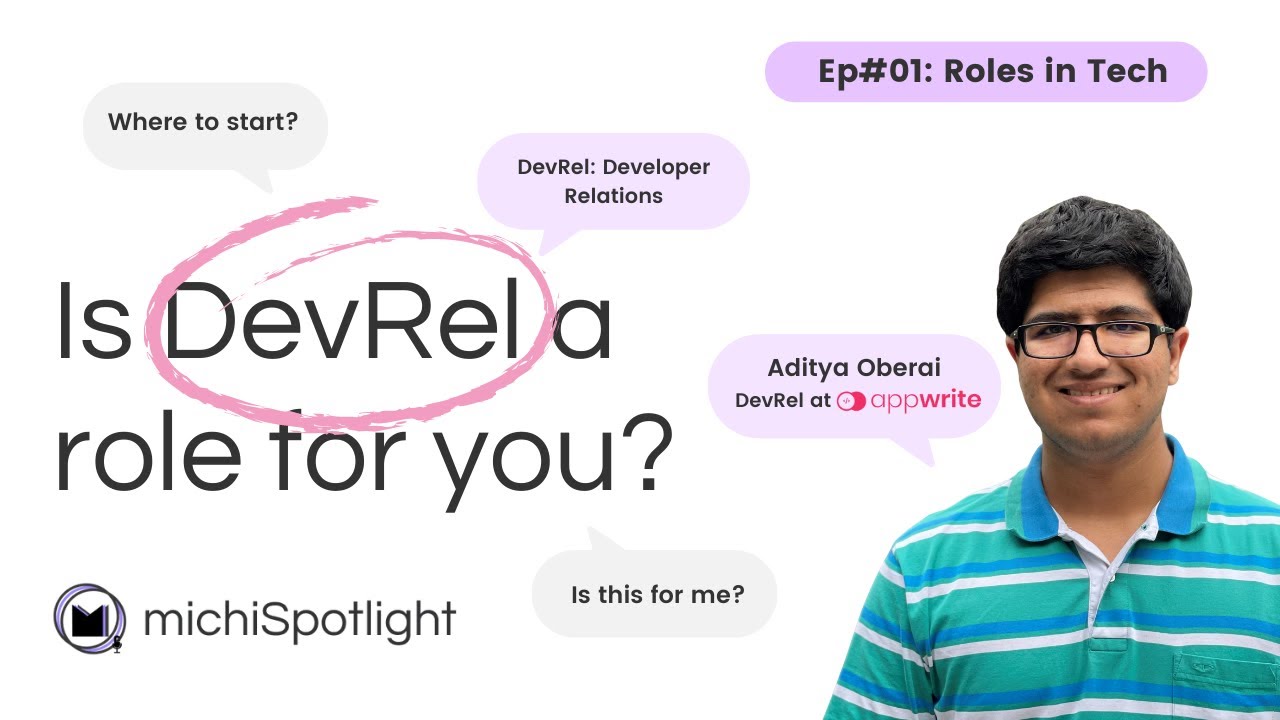 Ep#01: Roles in Tech
Where to start?
DevRel: Developer
Relations
Is DevRel a
role for you?
Aditya Oberai
DevRel at appwrite
Is this for me?
michiSpotlight